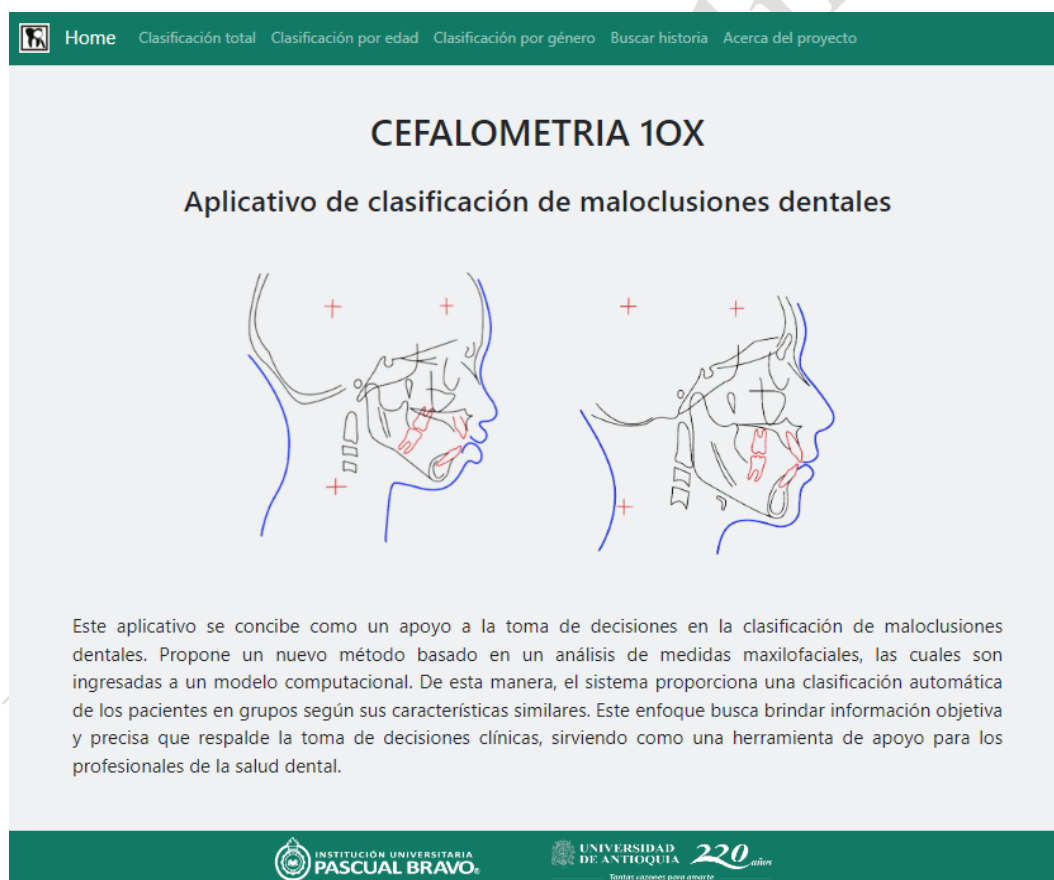 Home Clasificación total Clasificación por edad Clasificación por género Buscar historia Acerca del proyecto
CEFALOMETRIA 1OX
Aplicativo de clasificación de maloclusiones dentales
Este aplicativo se concibe como un apoyo a la toma de decisiones en la clasificación de maloclusiones
dentales. Propone un nuevo método basado en un análisis de medidas maxilofaciales, las cuales son
ingresadas a un modelo computacional. De esta manera, el sistema proporciona una clasificación automática
de los pacientes en grupos según sus características similares. Este enfoque busca brindar información objetiva
y precisa que respalde la toma de decisiones clínicas, sirviendo como una herramienta de apoyo para los
profesionales de la salud dental.
INSTITUCIÓN UNIVERSITARIA
PASCUAL BRAVO®
UNIVERSIDAD
DE ANTIOQUIA
220 años
Tantas razones para amarte